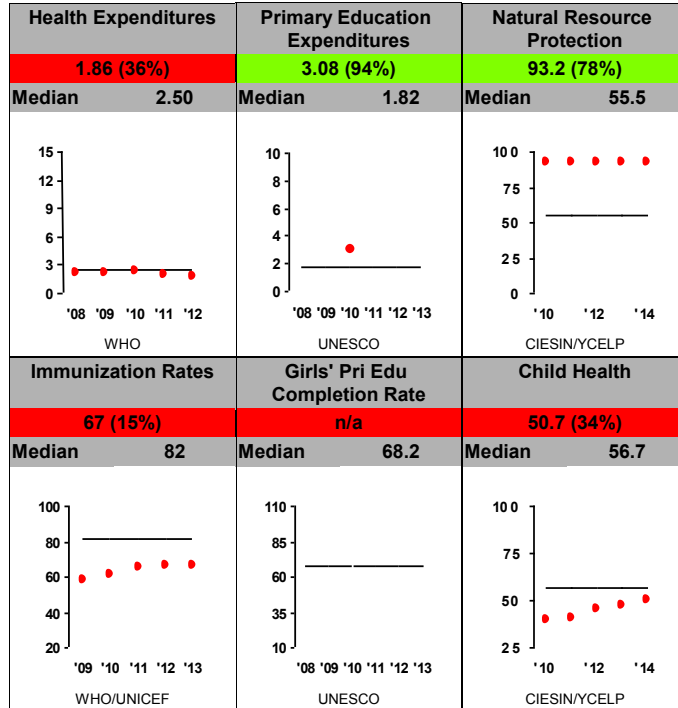 Health Expenditures
1.86 (36%)
Median 2.50
15
12
9
6
3
0
'08 '09 '10 '11 '12
WHO
Primary Education
Expenditures
3.08 (94%)
Median 1.82
10
8
6
4
2
0
'08 '09 '10 '11 '12 '13
UNESCO
Natural Resource
Protection
93.2 (78%)
Median 55.5
100
75
50
25
0
'10 '12 '14
CIESIN/YCELP
Immunization Rates
67 (15%)
Median 82
100
80
60
40
20
'09 '10 '11 '12 '13
WHO/UNICEF
Girls' Pri Edu
Completion Rate
n/a
Median 68.2
110
85
60
35
10
'08 '09 '10 '11 '12 '13
UNESCO
Child Health
50.7 (34%)
Median 56.7
100
75
50
25
'10 '12 '14
CIESIN/YCELP